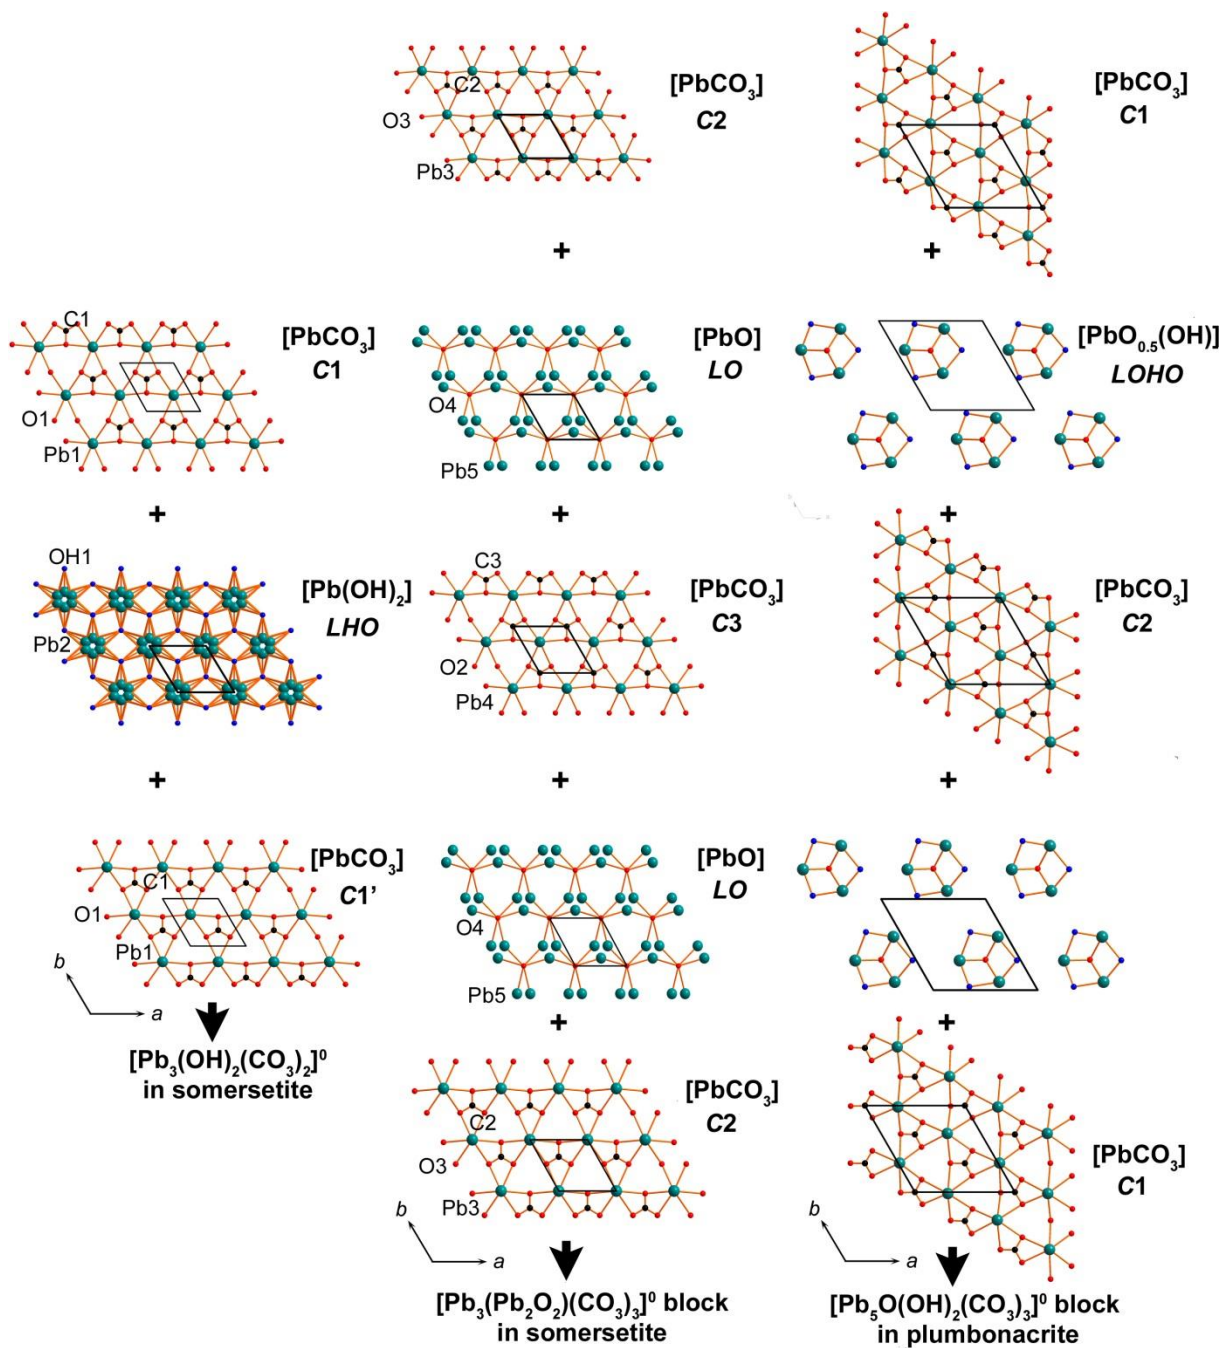 [PbCO₃]
C2
C2
O3
Pb3
+
[PbCO₃]
C1
+
C1
[PbCO₃]
C1
O1
Pb1
+
[PbO]
LO
O4
Pb5
+
[PbO₀.₅(OH)]
LOHO
+
OH1
[Pb(OH)₂]
LHO
Pb2
+
C3
[PbCO₃]
C3
O2
Pb4
+
[PbCO₃]
C2
+
[PbCO₃]
C1'
C1
O1
Pb1
b
a
[Pb₃(OH)₂(CO₃)₂]⁰
in somersetite
[PbO]
LO
O4
Pb5
+
+
[PbCO₃]
C2
C2
O3
Pb3
b
a
[Pb₃(Pb₂O₂)(CO₃)₃]⁰ block
in somersetite
[PbCO₃]
C1
b
a
[Pb₅O(OH)₂(CO₃)₃]⁰ block
in plumbonacrite